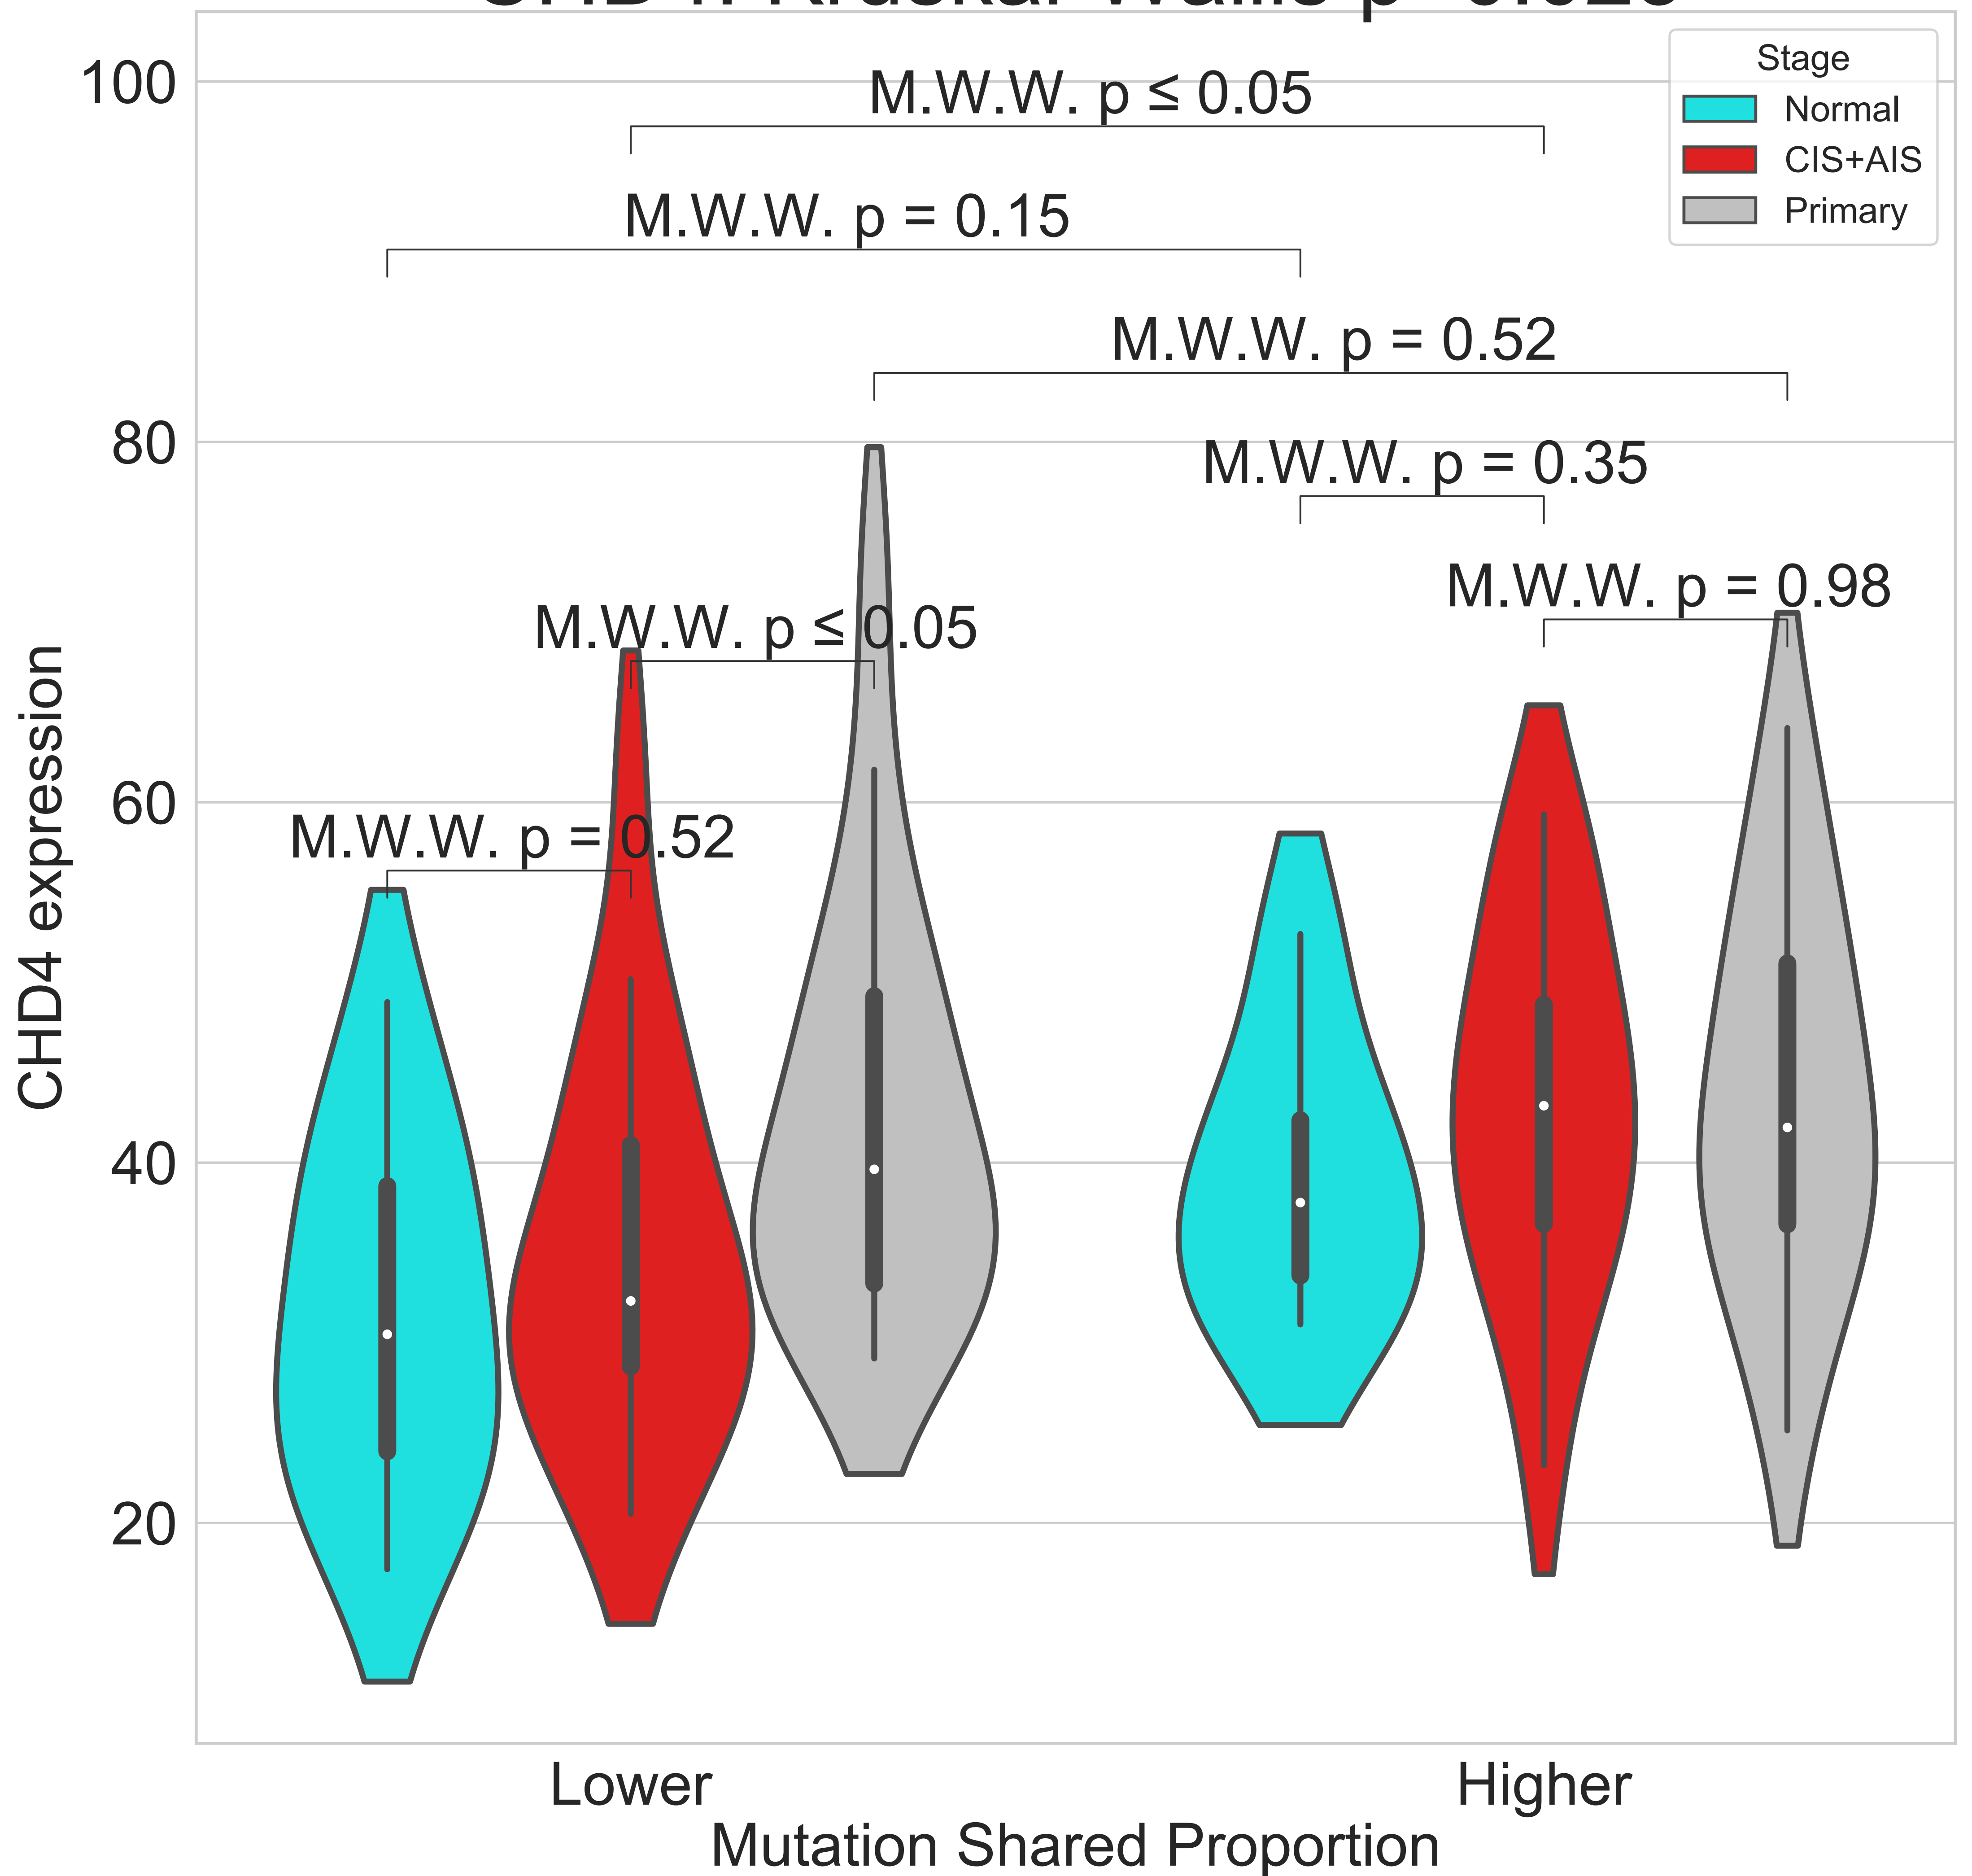 Stage
Normal
CIS+AIS
Primary
M.W.W. p ≤ 0.05
M.W.W. p = 0.15
M.W.W. p = 0.52
M.W.W. p = 0.35
M.W.W. p = 0.98
M.W.W. p ≤ 0.05
M.W.W. p = 0.52
100
80
60
40
20
CHD4 expression
Lower
Higher
Mutation Shared Proportion